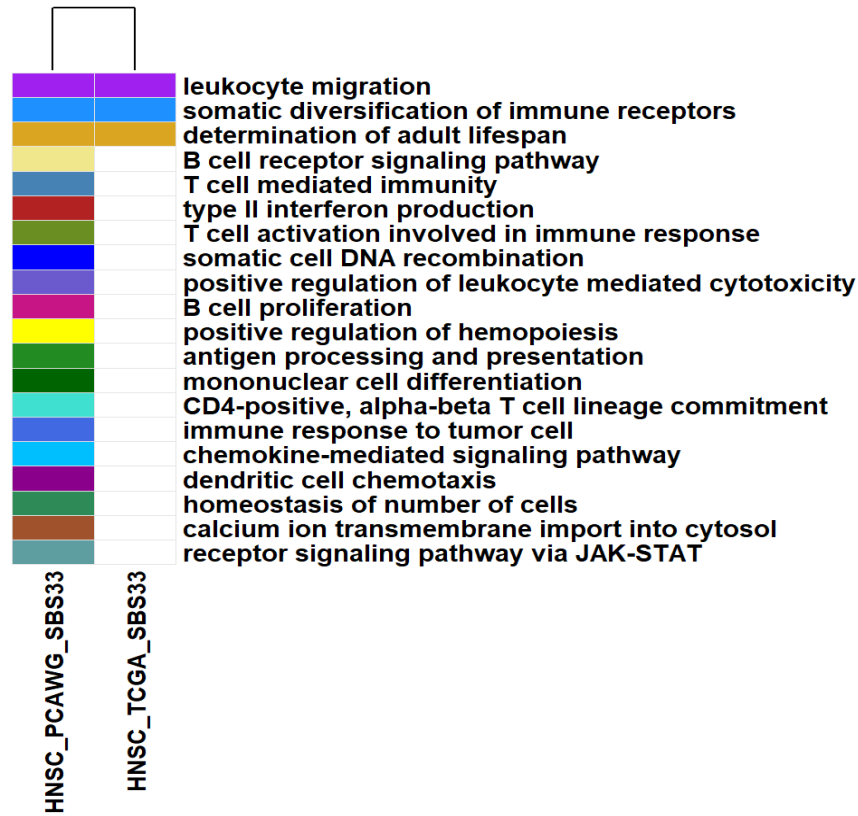 leukocyte migration
somatic diversification of immune receptors
determination of adult lifespan
B cell receptor signaling pathway
T cell mediated immunity
type II interferon production
T cell activation involved in immune response
somatic cell DNA recombination
positive regulation of leukocyte mediated cytotoxicity
B cell proliferation
positive regulation of hemopoiesis
antigen processing and presentation
mononuclear cell differentiation
CD4-positive, alpha-beta T cell lineage commitment
immune response to tumor cell
chemokine-mediated signaling pathway
dendritic cell chemotaxis
homeostasis of number of cells
calcium ion transmembrane import into cytosol
receptor signaling pathway via JAK-STAT
HNSC_PCAWG_SBS33
HNSC_TCGA_SBS33